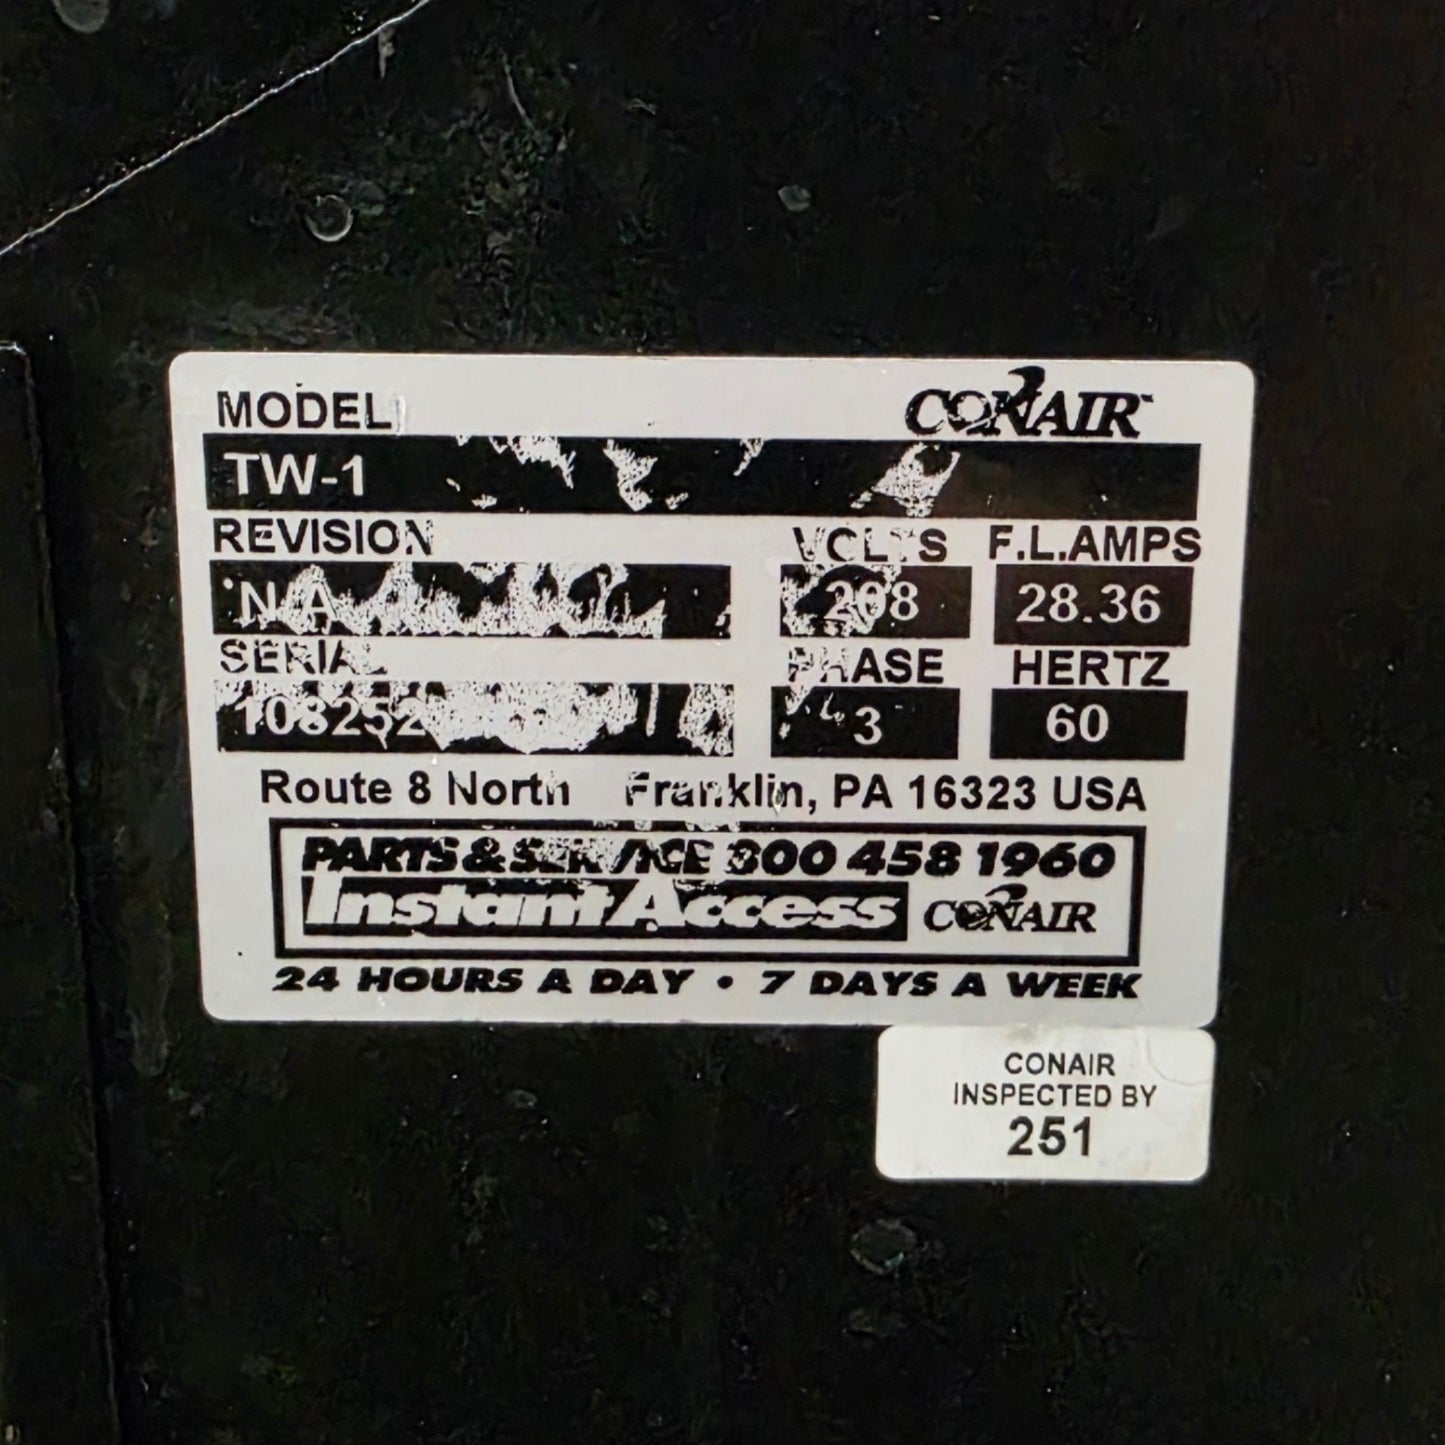 MODEL CONAIR™
TW-1
REVISION VOLTS F.L.AMPS
N/A 208 28.36
SERIAL PHASE HERTZ
3 60
Route 8 North Franklin, PA 16323 USA
PARTS & SERVICE 800 458 1960
Instant Access CONAIR
24 HOURS A DAY • 7 DAYS A WEEK
CONAIR
INSPECTED BY
251